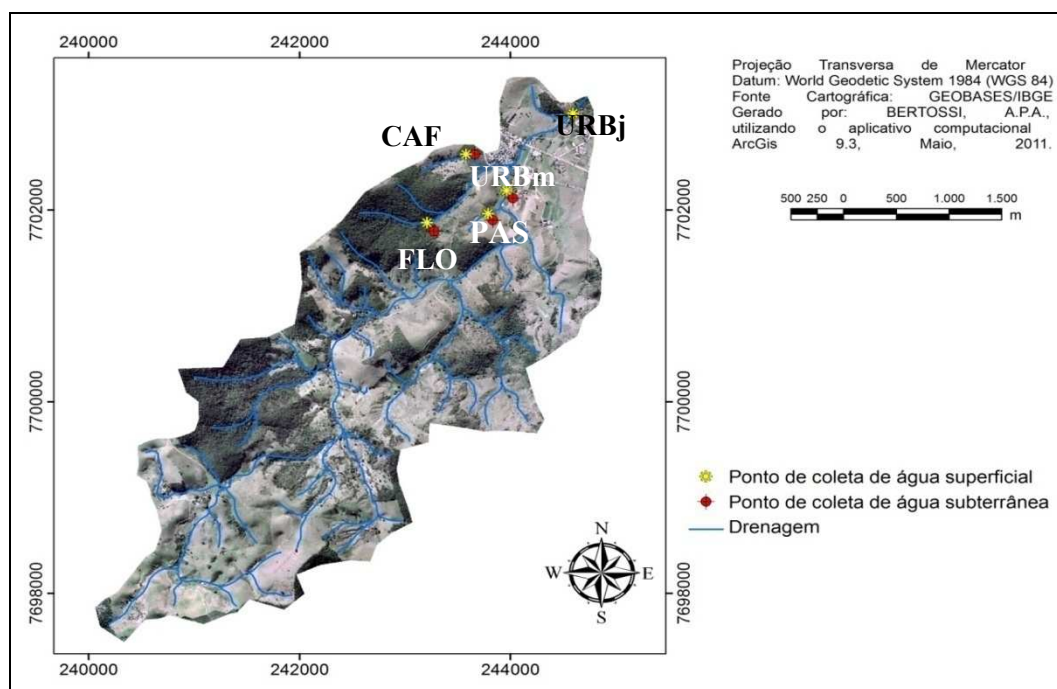 240000 242000 244000
Projeção Transversa de Mercator
Datum: World Geodetic System 1984 (WGS 84)
Fonte Cartográfica: GEOBASES/IBGE
Gerado por: BERTOSSI, A.P.A.,
utilizando o aplicativo computacional
ArcGis 9.3, Maio, 2011.
URBj
CAF
URBm
PAS
FLO
7702000 7702000
500 250 0 500 1.000 1.500
m
7700000 7700000
Ponto de coleta de água superficial
Ponto de coleta de água subterrânea
Drenagem
N
W E
S
7698000 7698000
240000 242000 244000